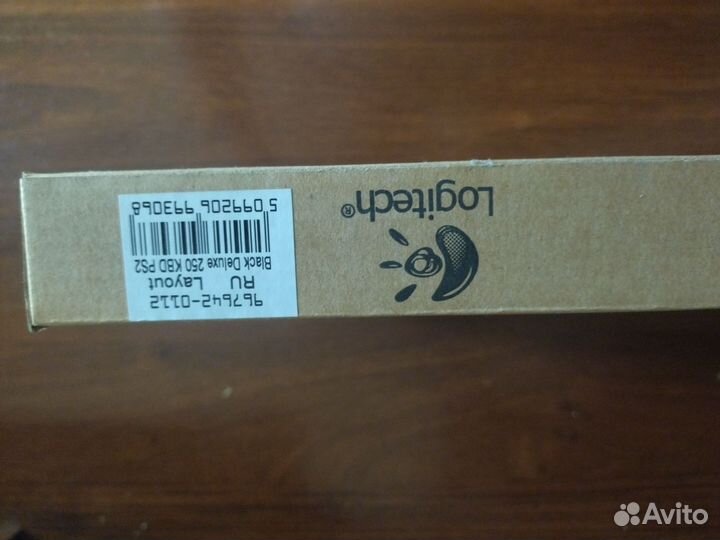 967642-0112
RU Layout
Black Deluxe 250 KBD PS2
5 099206 993068
Logitech®
Avito